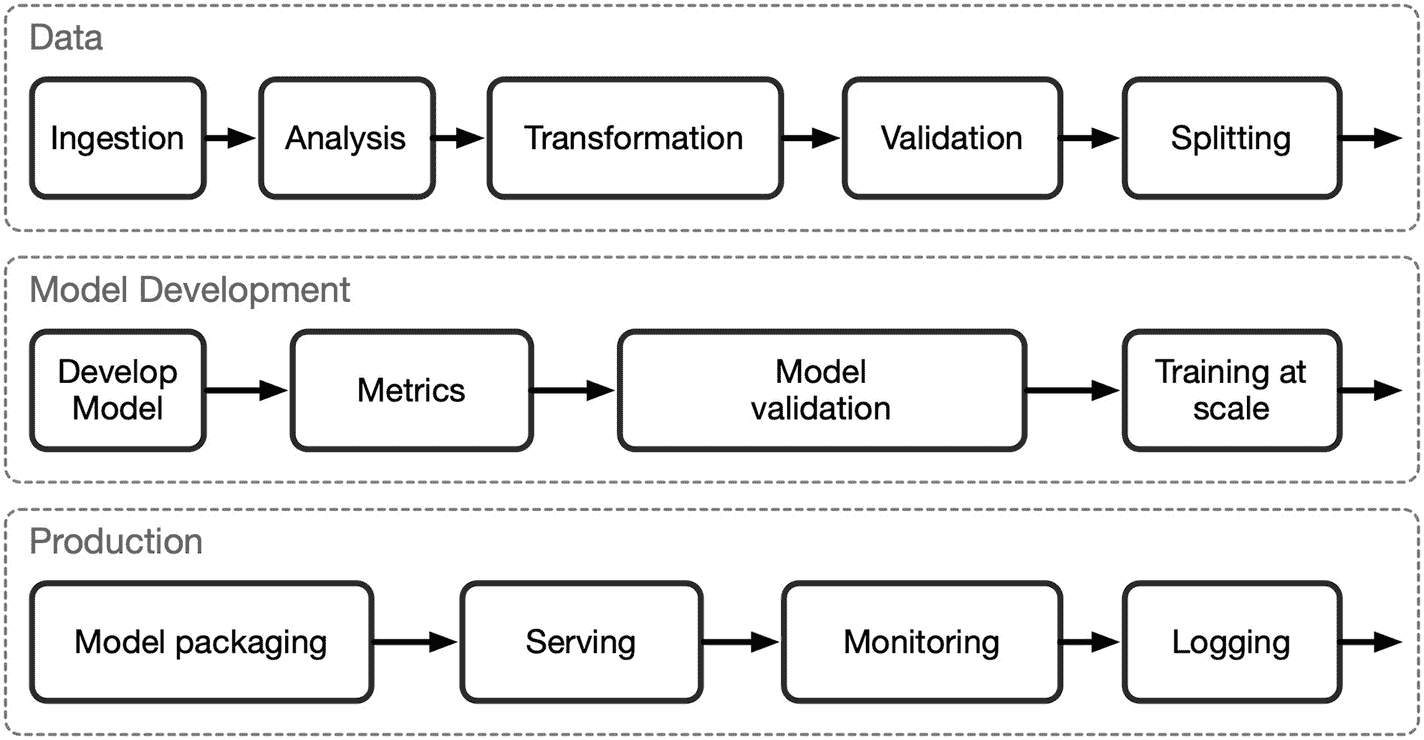 Data
Ingestion
Analysis
Transformation
Validation
Splitting
Model Development
Develop
Model
Metrics
Model
validation
Training at
scale
Production
Model packaging
Serving
Monitoring
Logging